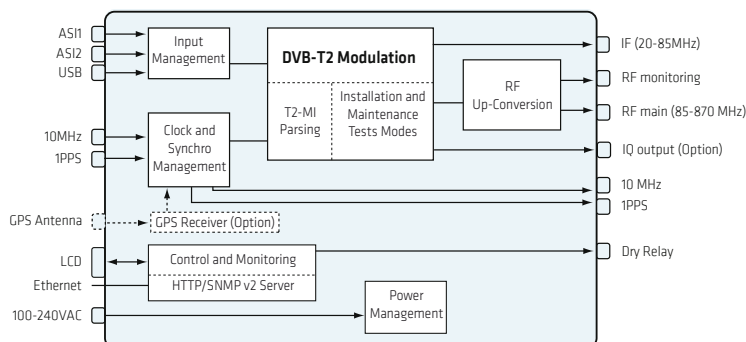 ASI1
ASI2
USB
Input
Management
DVB-T2 Modulation
T2-MI
Parsing
Installation and
Maintenance
Tests Modes
RF
Up-Conversion
IF (20-85MHz)
RF monitoring
RF main (85-870 MHz)
IQ output (Option)
10MHz
1PPS
Clock and
Synchro
Management
10 MHz
1PPS
GPS Antenna
GPS Receiver (Option)
LCD
Ethernet
Control and Monitoring
HTTP/SNMP v2 Server
Dry Relay
100-240VAC
Power
Management